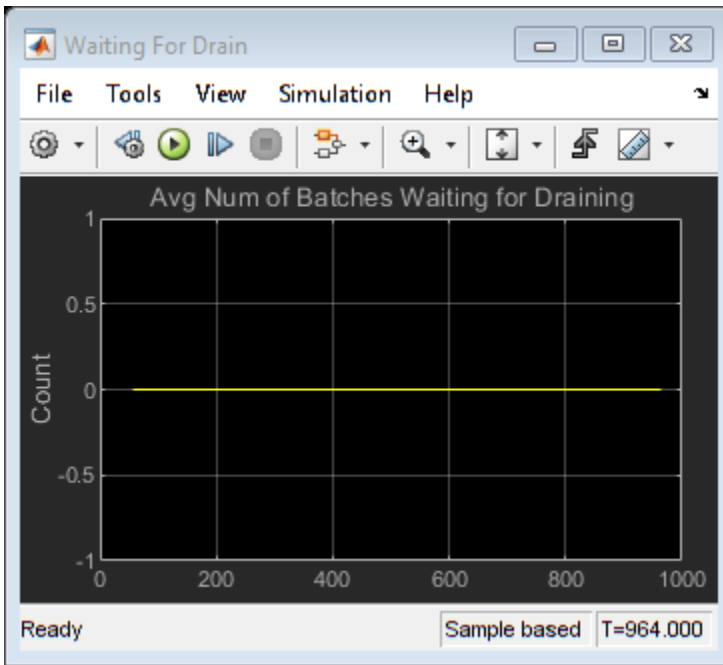 Waiting For Drain
File Tools View Simulation Help
Avg Num of Batches Waiting for Draining
1
0.5
0
-0.5
-1
Count
0 200 400 600 800 1000
Ready Sample based T=964.000